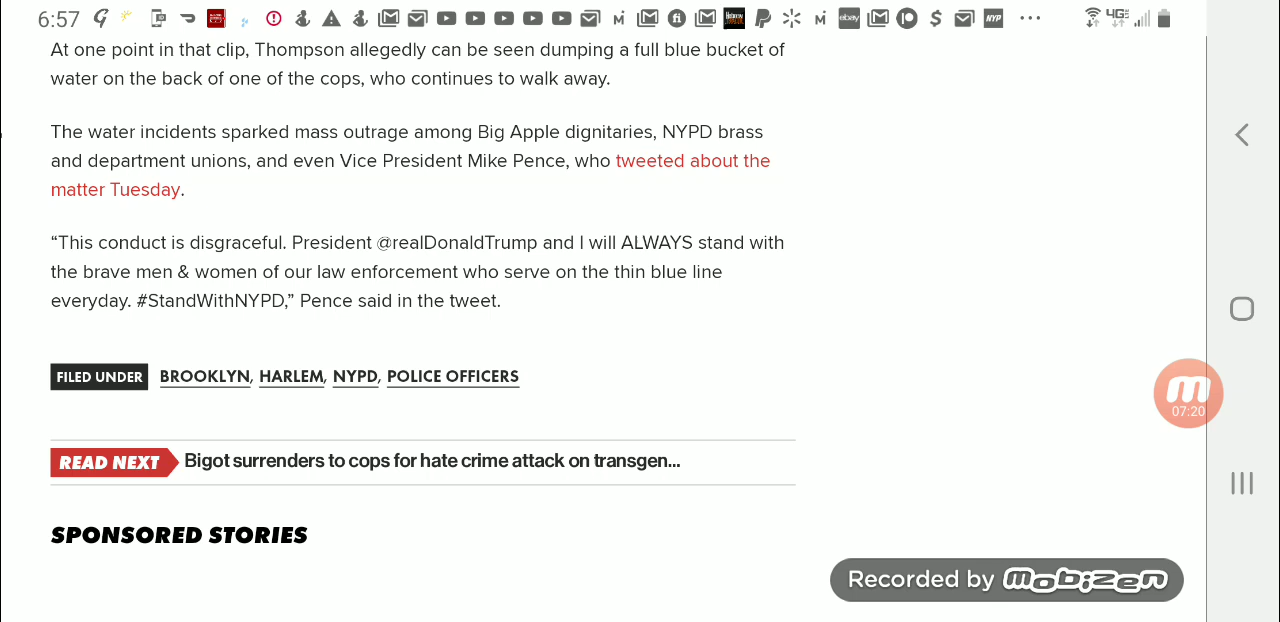 6:57
ebay
NYP
4G
At one point in that clip, Thompson allegedly can be seen dumping a full blue bucket of
water on the back of one of the cops, who continues to walk away.
The water incidents sparked mass outrage among Big Apple dignitaries, NYPD brass
and department unions, and even Vice President Mike Pence, who tweeted about the
matter Tuesday.
“This conduct is disgraceful. President @realDonaldTrump and I will ALWAYS stand with
the brave men & women of our law enforcement who serve on the thin blue line
everyday. #StandWithNYPD,” Pence said in the tweet.
FILED UNDER BROOKLYN, HARLEM, NYPD, POLICE OFFICERS
07:20
READ NEXT Bigot surrenders to cops for hate crime attack on transgen...
SPONSORED STORIES
Recorded by mobizen